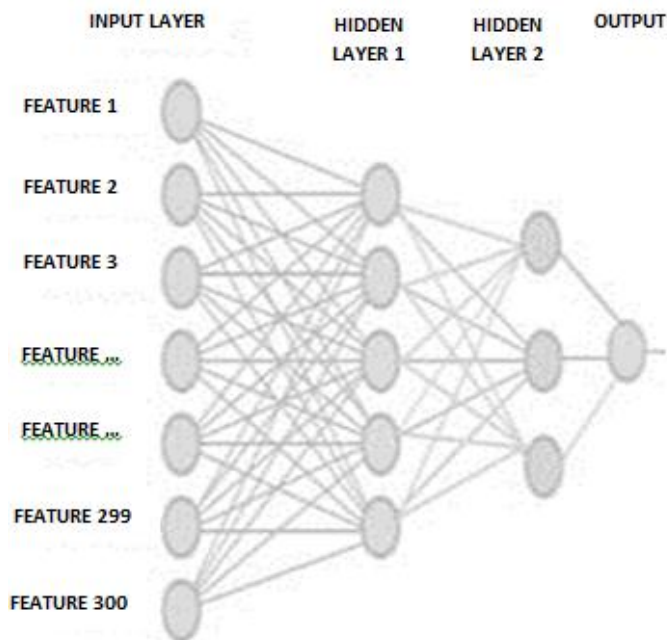 INPUT LAYER
HIDDEN
LAYER 1
HIDDEN
LAYER 2
OUTPUT
FEATURE 1
FEATURE 2
FEATURE 3
FEATURE ...
FEATURE ...
FEATURE 299
FEATURE 300